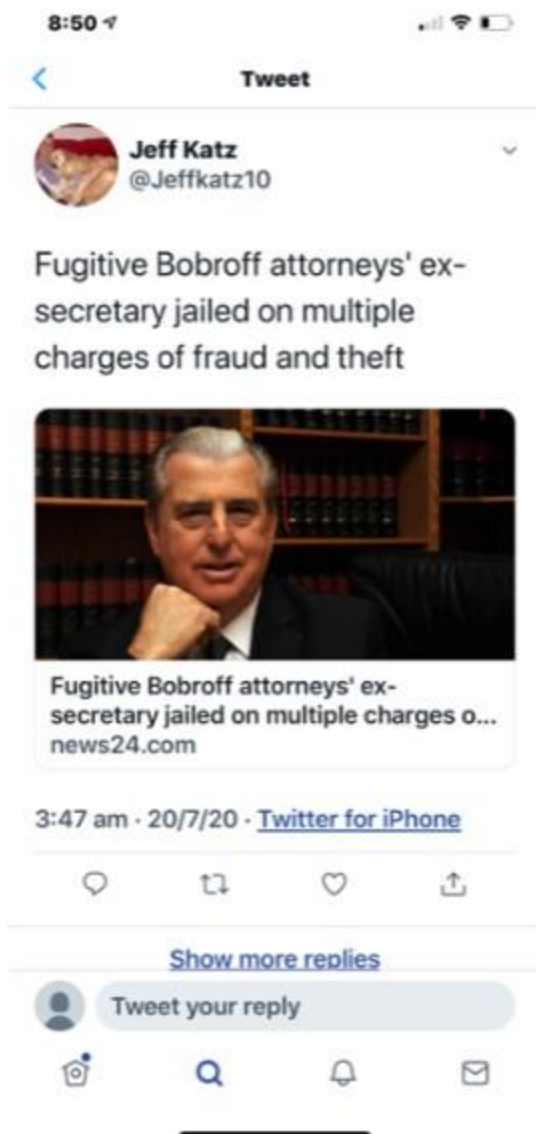 8:50
Tweet
Jeff Katz
@Jeffkatz10
Fugitive Bobroff attorneys' ex-
secretary jailed on multiple
charges of fraud and theft
Fugitive Bobroff attorneys' ex-
secretary jailed on multiple charges o...
news24.com
3:47 am · 20/7/20 · Twitter for iPhone
Show more replies
Tweet your reply